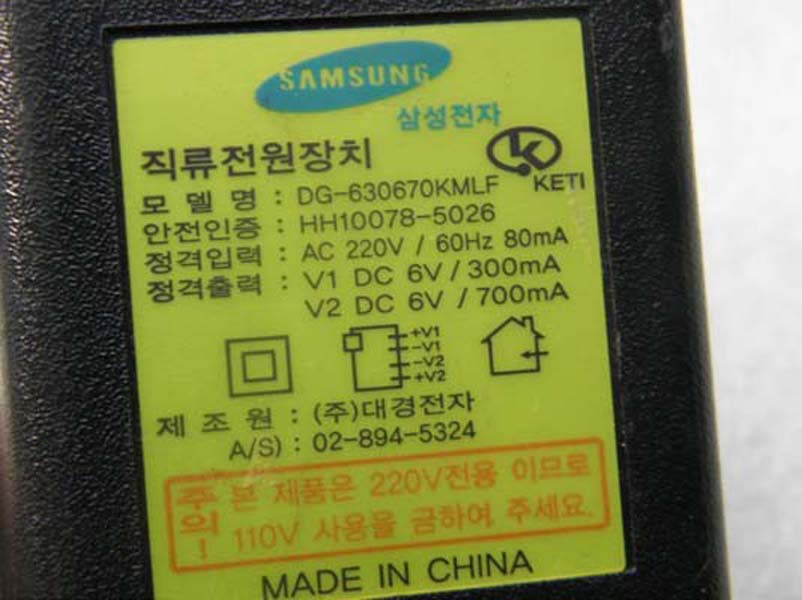 SAMSUNG
삼성전자
직류전원장치
KETI
모 델 명 : DG-630670KMLF
안전인증 : HH10078-5026
정격입력 : AC 220V / 60Hz 80mA
정격출력 : V1 DC 6V / 300mA
V2 DC 6V / 700mA
+V1
-V1
-V2
+V2
제 조 원 : (주)대경전자
A/S) : 02-894-5324
주의! 본 제품은 220V전용 이므로
110V 사용을 금하여 주세요.
MADE IN CHINA